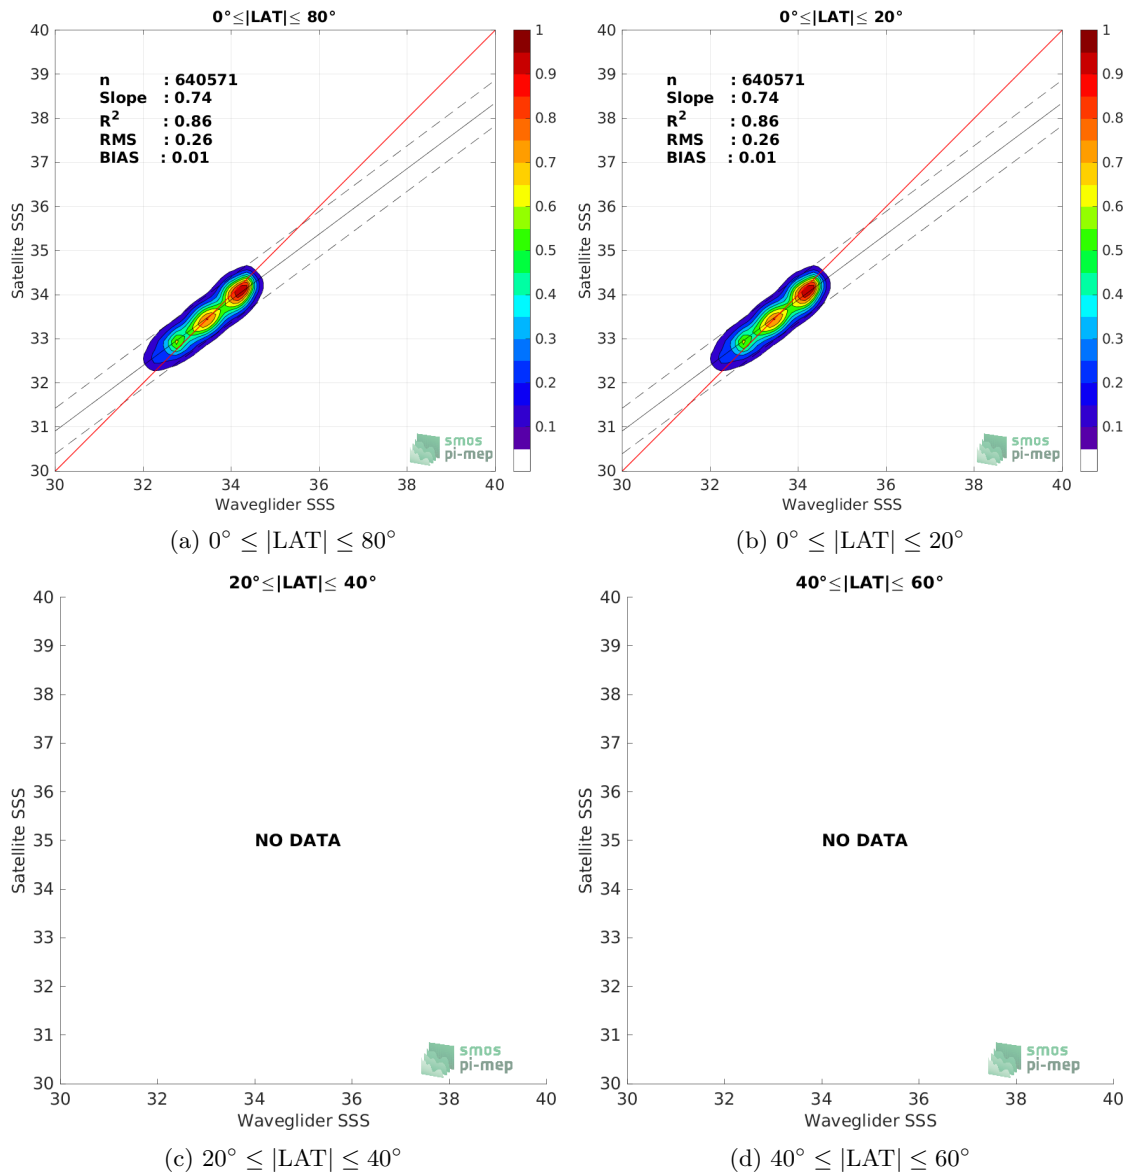 0°≤|LAT|≤ 80°
40
39
38
37
36
35
34
33
32
31
30
30
32
34
36
38
40
Satellite SSS
Waveglider SSS
n : 640571
Slope : 0.74
R² : 0.86
RMS : 0.26
BIAS : 0.01
1
0.9
0.8
0.7
0.6
0.5
0.4
0.3
0.2
0.1
smos
pi-mep
(a) 0° ≤ |LAT| ≤ 80°
0°≤|LAT|≤ 20°
40
39
38
37
36
35
34
33
32
31
30
30
32
34
36
38
40
Satellite SSS
Waveglider SSS
n : 640571
Slope : 0.74
R² : 0.86
RMS : 0.26
BIAS : 0.01
1
0.9
0.8
0.7
0.6
0.5
0.4
0.3
0.2
0.1
smos
pi-mep
(b) 0° ≤ |LAT| ≤ 20°
20°≤|LAT|≤ 40°
40
39
38
37
36
35
34
33
32
31
30
30
32
34
36
38
40
Satellite SSS
Waveglider SSS
NO DATA
smos
pi-mep
(c) 20° ≤ |LAT| ≤ 40°
40°≤|LAT|≤ 60°
40
39
38
37
36
35
34
33
32
31
30
30
32
34
36
38
40
Satellite SSS
Waveglider SSS
NO DATA
smos
pi-mep
(d) 40° ≤ |LAT| ≤ 60°